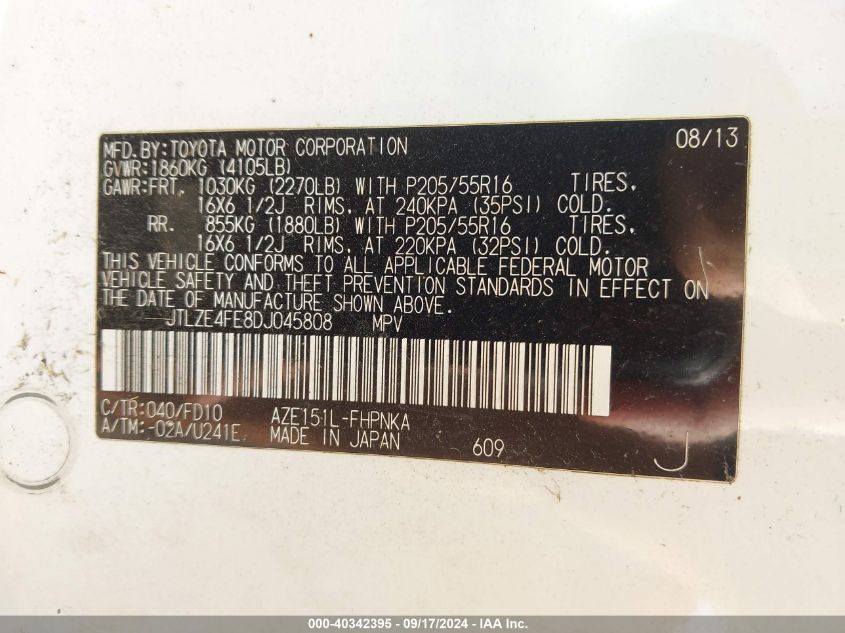 MFD.BY:TOYOTA MOTOR CORPORATION 08/13
GVWR:1860KG (4105LB)
GAWR:FRT. 1030KG (2270LB) WITH P205/55R16 TIRES,
16X6 1/2J RIMS, AT 240KPA (35PSI) COLD.
RR. 855KG (1880LB) WITH P205/55R16 TIRES,
16X6 1/2J RIMS, AT 220KPA (32PSI) COLD.
THIS VEHICLE CONFORMS TO ALL APPLICABLE FEDERAL MOTOR
VEHICLE SAFETY AND THEFT PREVENTION STANDARDS IN EFFECT ON
THE DATE OF MANUFACTURE SHOWN ABOVE.
JTLZE4FE8DJ045808 MPV
C/TR:040/FD10 AZE151L-FHPNKA
A/TM:-02A/U241E MADE IN JAPAN 609 J
000-40342395 - 09/17/2024 - IAA Inc.